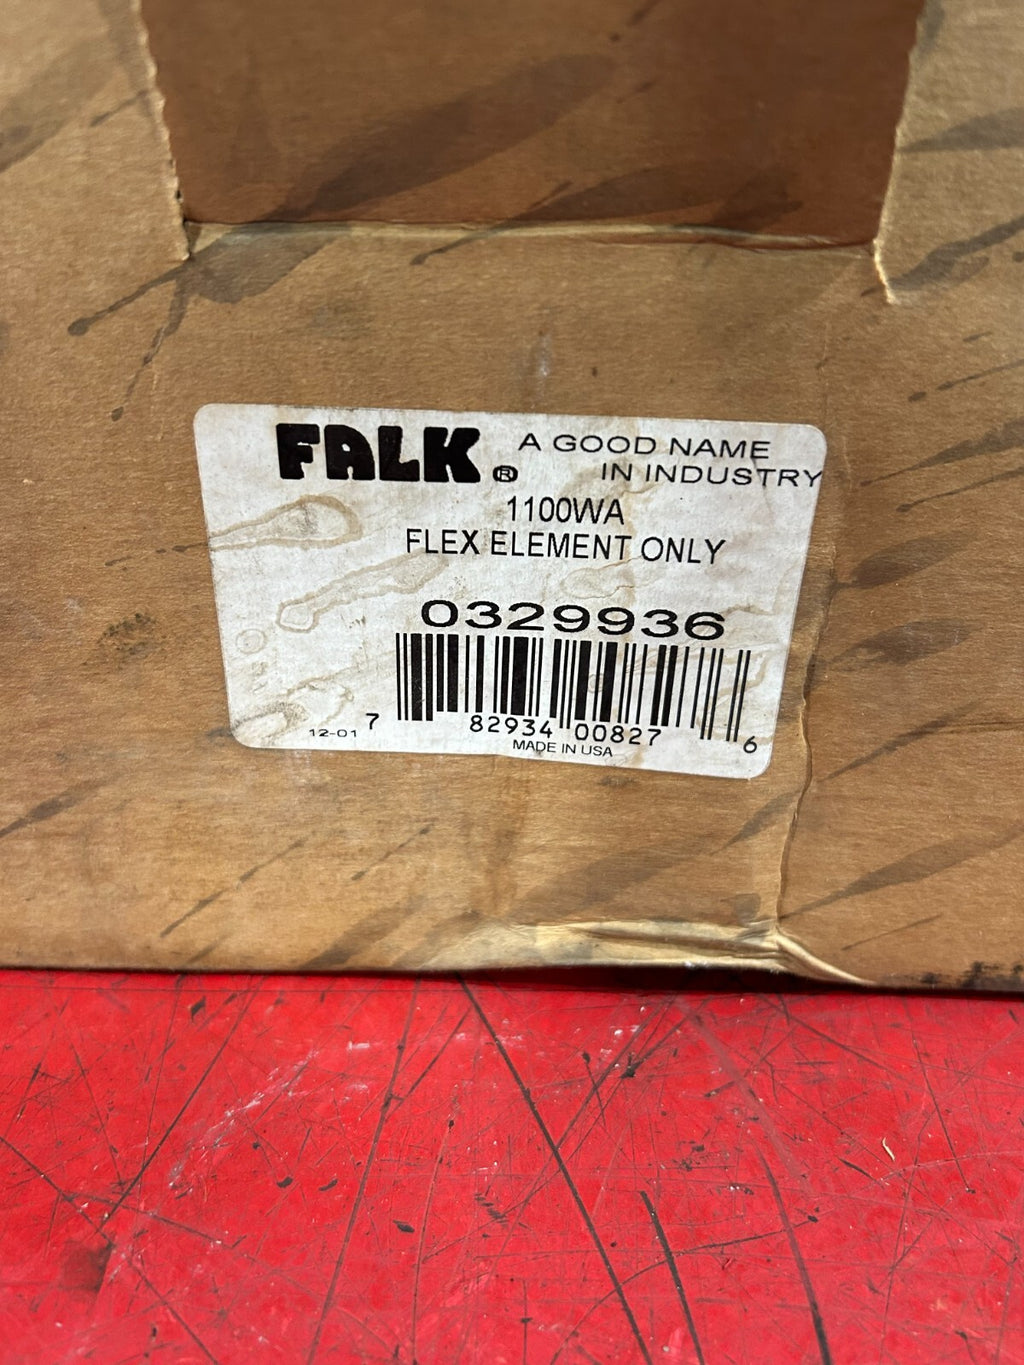 FALK® A GOOD NAME
IN INDUSTRY
1100WA
FLEX ELEMENT ONLY
0329936
7 82934 00827 6
12-01
MADE IN USA